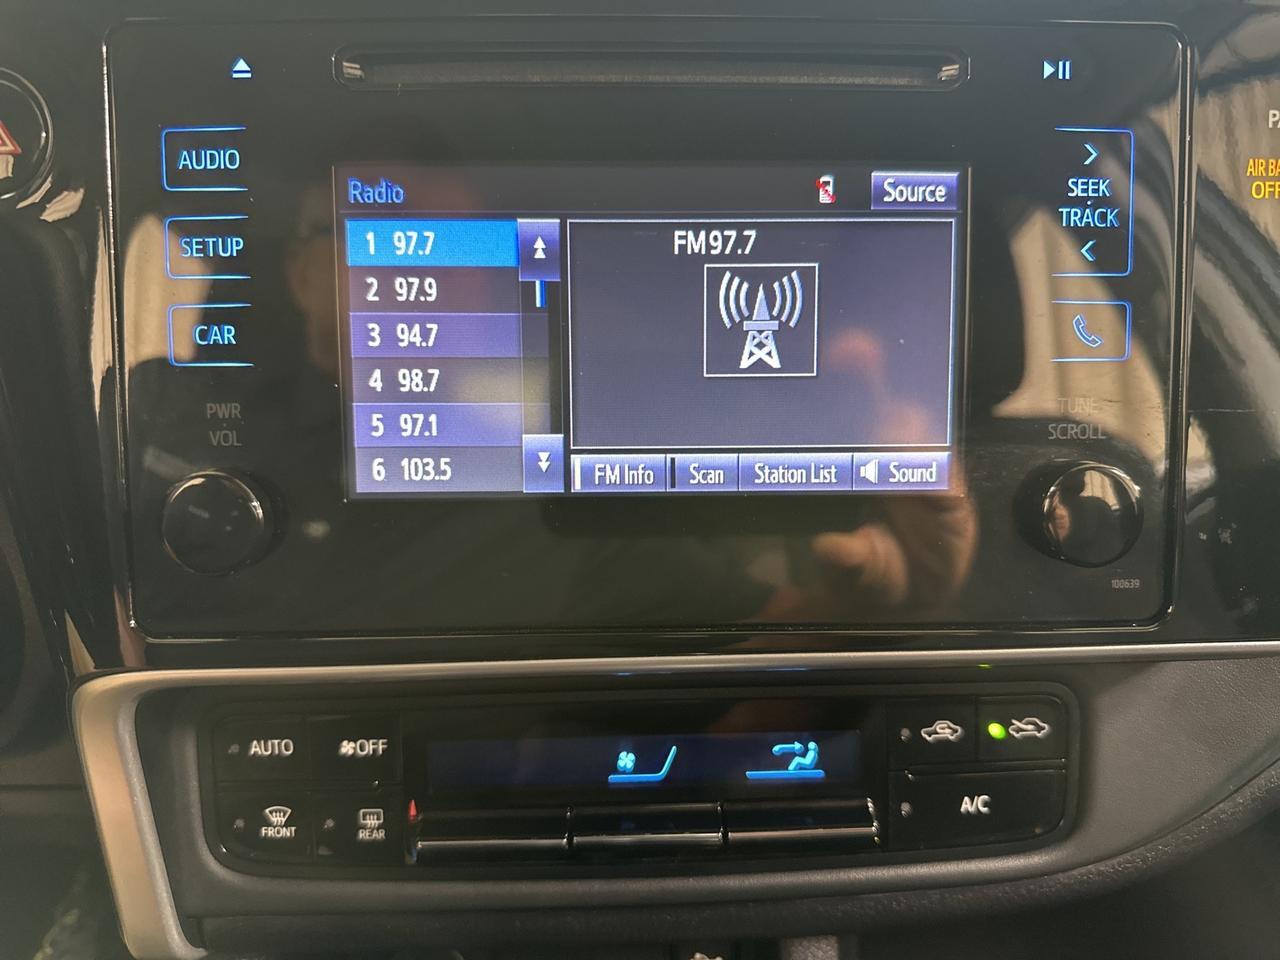 AUDIO
SETUP
CAR
PWR
VOL
Radio
Source
1 97.7
2 97.9
3 94.7
4 98.7
5 97.1
6 103.5
FM97.7
FM Info
Scan
Station List
Sound
SEEK
TRACK
TUNE
SCROLL
100639
PA
AIR BA
OFF
AUTO
OFF
FRONT
REAR
A/C